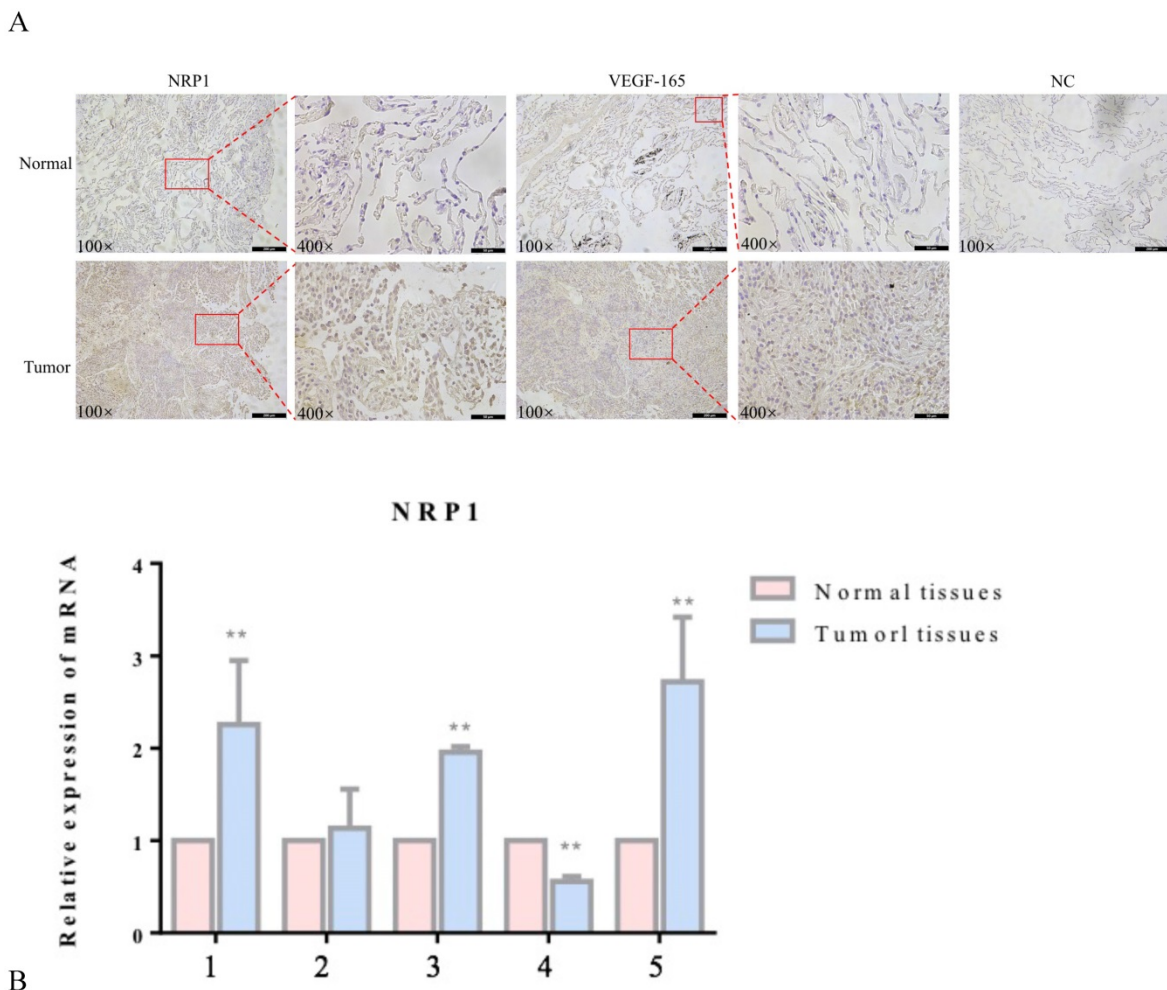 A
NRP1 VEGF-165 NC
Normal
100× 400× 100× 400× 100×
Tumor
100× 400× 100× 400×
NRP1
Relative expression of mRNA
4
3
2
1
0
** ** ** **
Normal tissues
Tumorl tissues
1 2 3 4 5
B